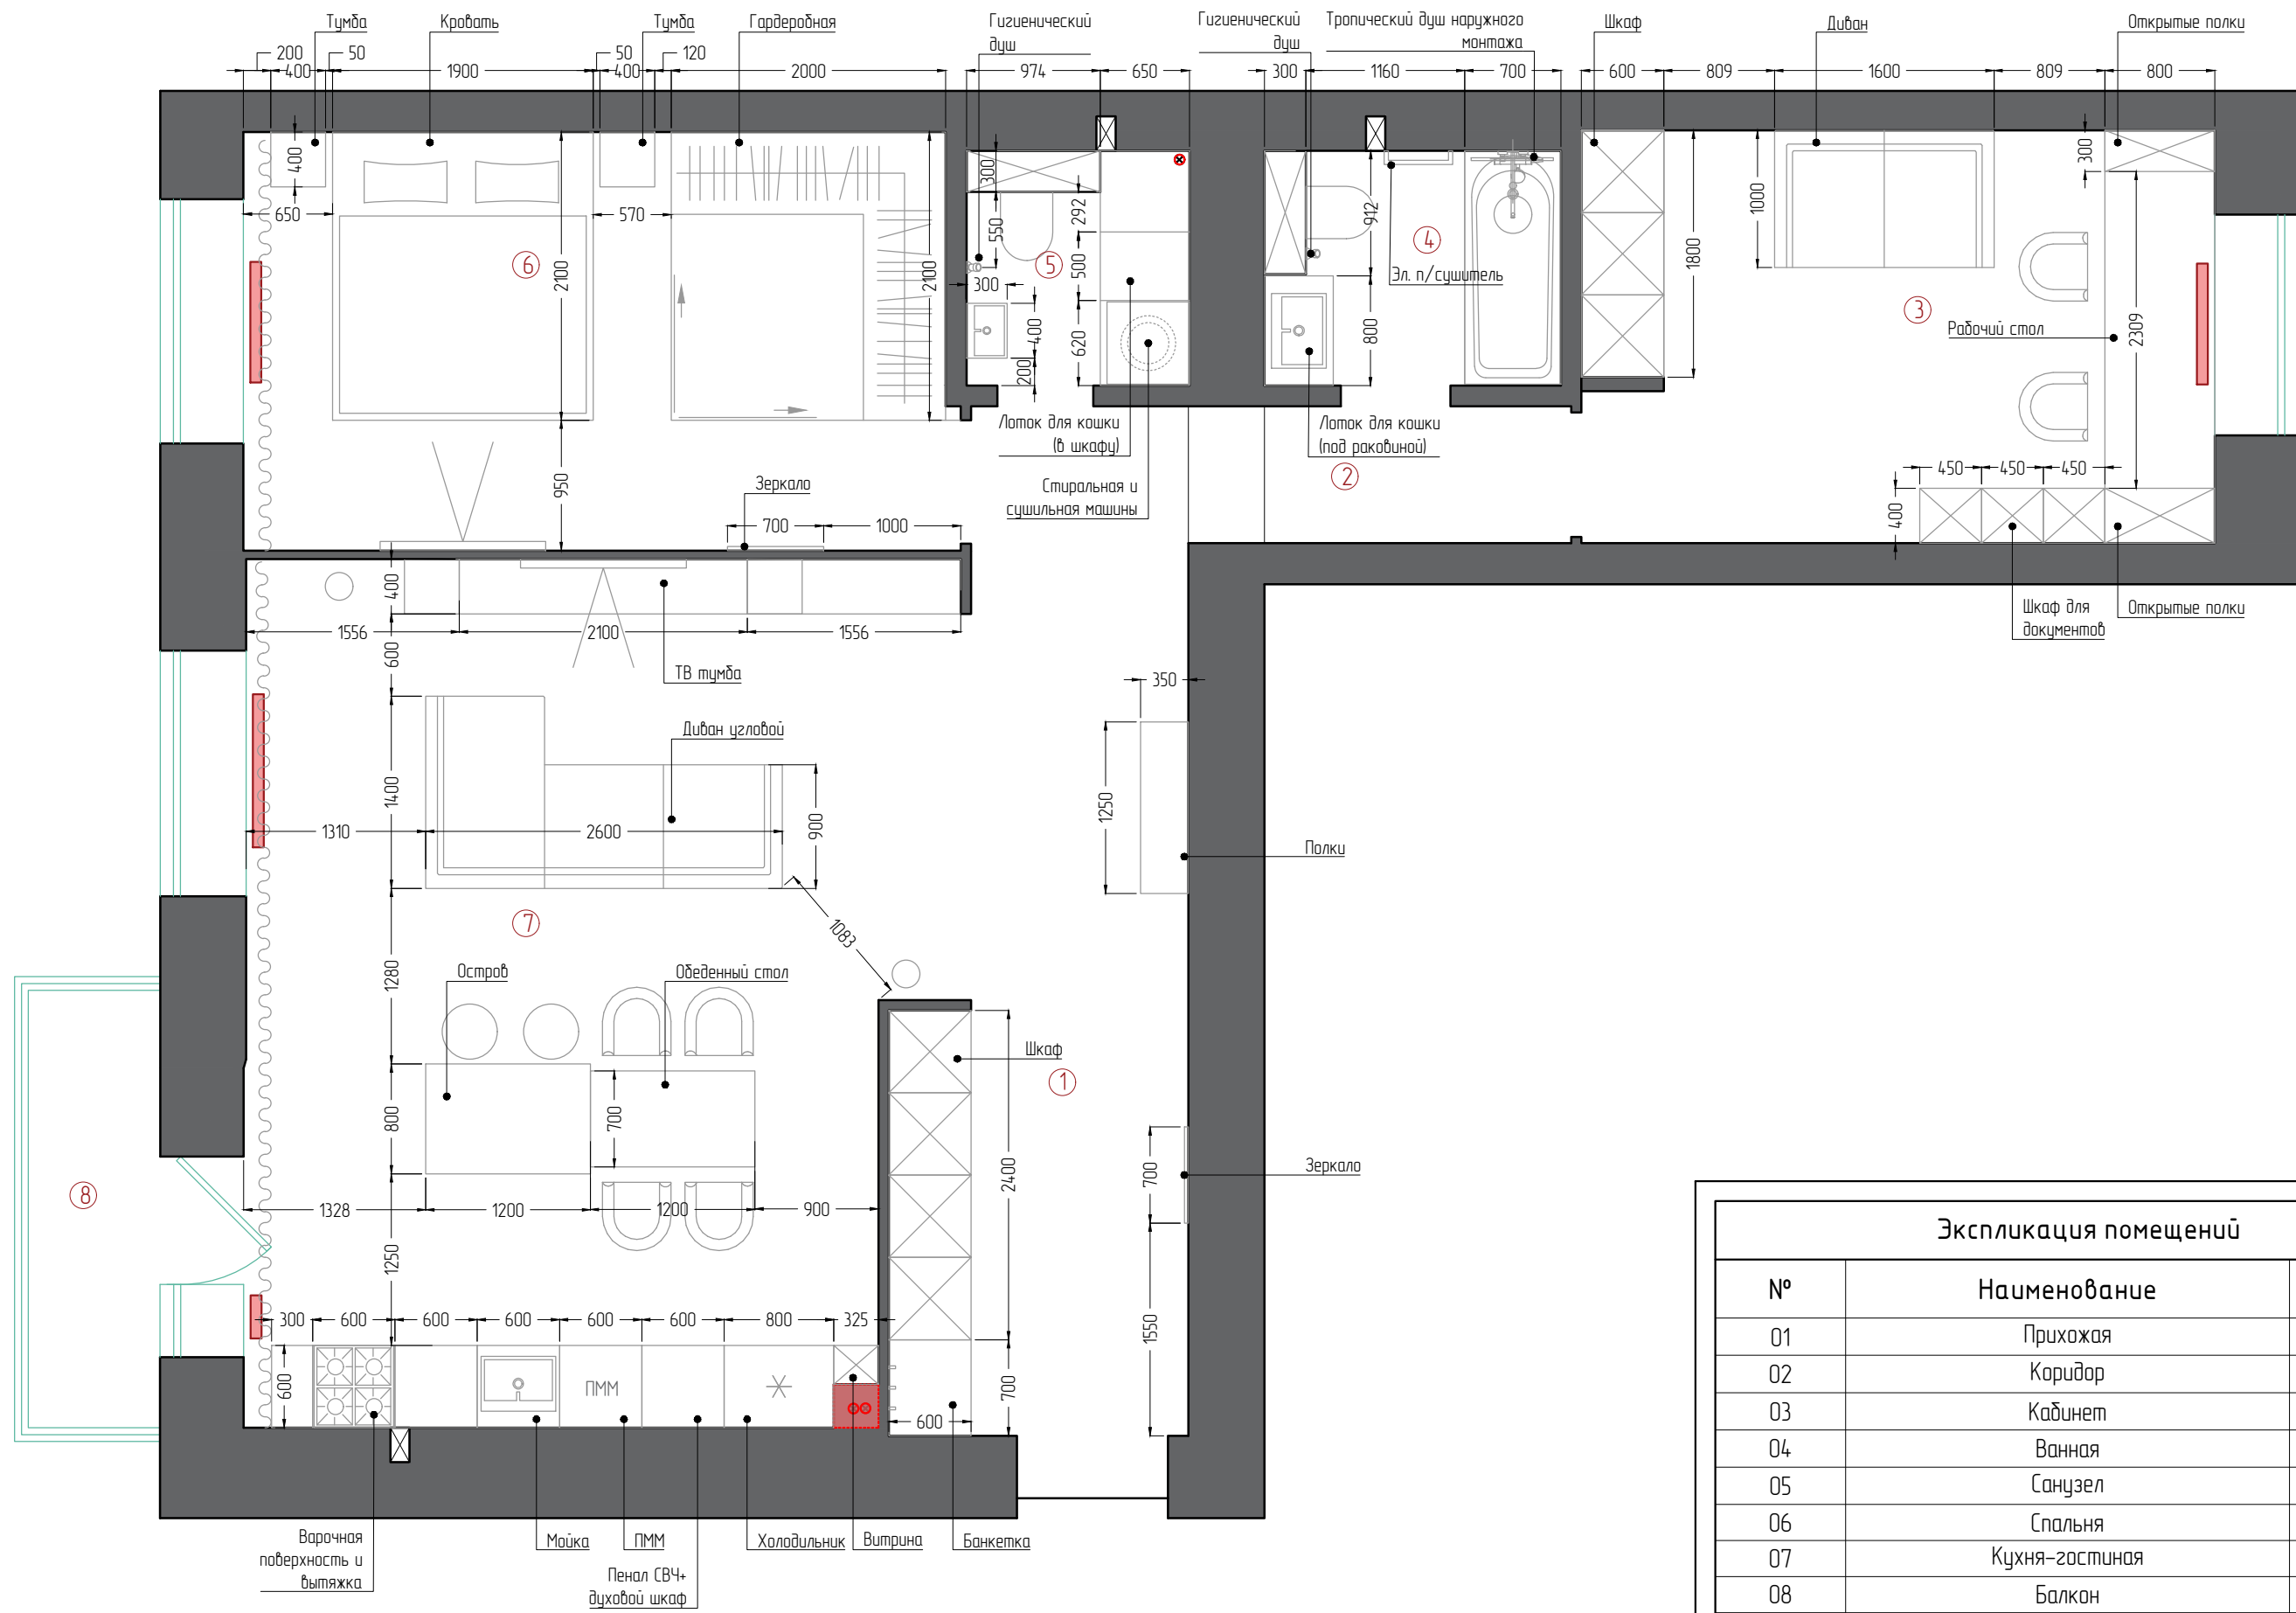 Тумба
Кровать
Тумба
Гардеробная
Гигиенический
душ
Гигиенический
душ
Тропический душ наружного
монтажа
Шкаф
Диван
Открытые полки
200
50
50
120
400
1900
400
2000
974
650
300
1160
700
600
809
1600
809
800
400
650
570
2100
2100
300
550
292
500
300
400
620
200
912
800
1800
1000
300
2309
6
5
4
3
Эл. п/сушитель
Рабочий стол
Лоток для кошки
(в шкафу)
Лоток для кошки
(под раковиной)
2
Стиральная и
сушильная машины
950
Зеркало
700
1000
450
450
450
400
Шкаф для
документов
Открытые полки
400
1556
2100
1556
600
ТВ тумба
350
Диван угловой
1400
1310
2600
900
1250
Полки
7
1083
1280
Остров
Обеденный стол
Шкаф
1
800
700
2400
700
Зеркало
8
1328
1200
1200
900
1250
1550
300
600
600
600
600
600
800
325
600
ПММ
700
600
Варочная
поверхность и
вытяжка
Мойка
ПММ
Пенал СВЧ+
духовой шкаф
Холодильник
Витрина
Банкетка
Экспликация помещений
№ Наименование
01 Прихожая
02 Коридор
03 Кабинет
04 Ванная
05 Санузел
06 Спальня
07 Кухня-гостиная
08 Балкон